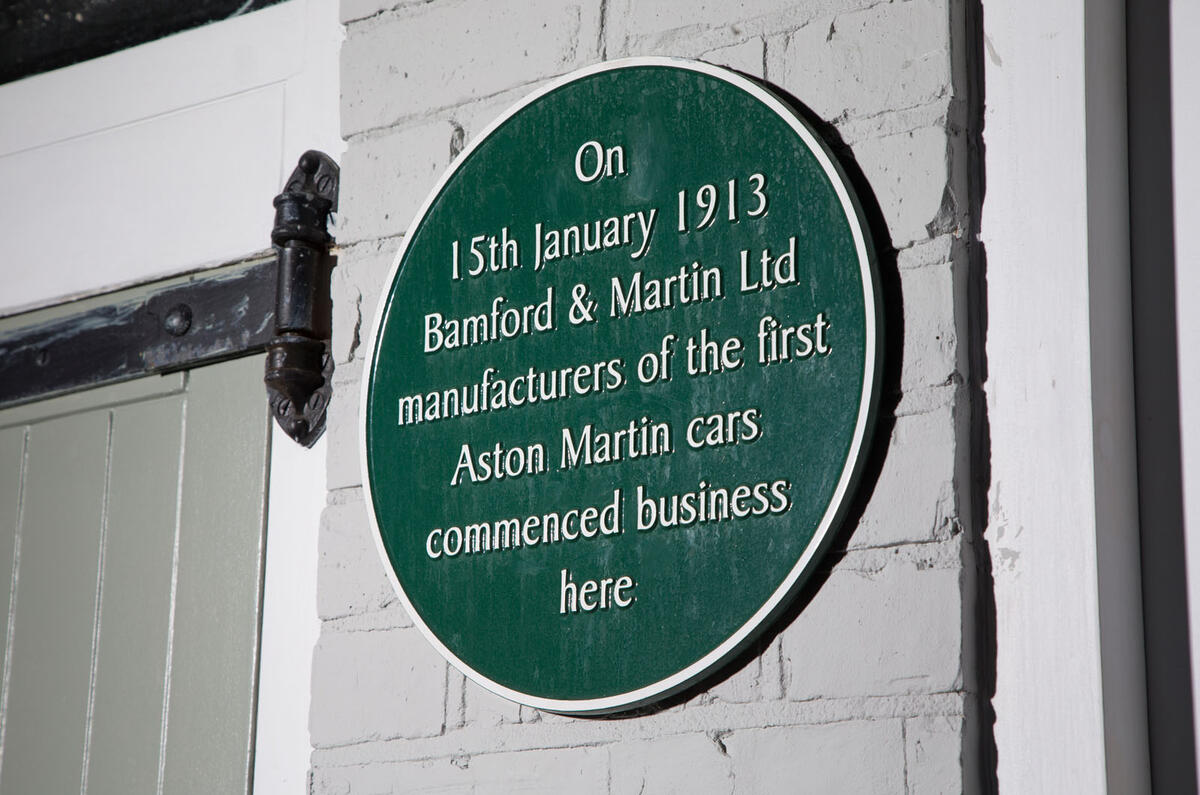 On
15th January 1913
Bamford & Martin Ltd
manufacturers of the first
Aston Martin cars
commenced business
here